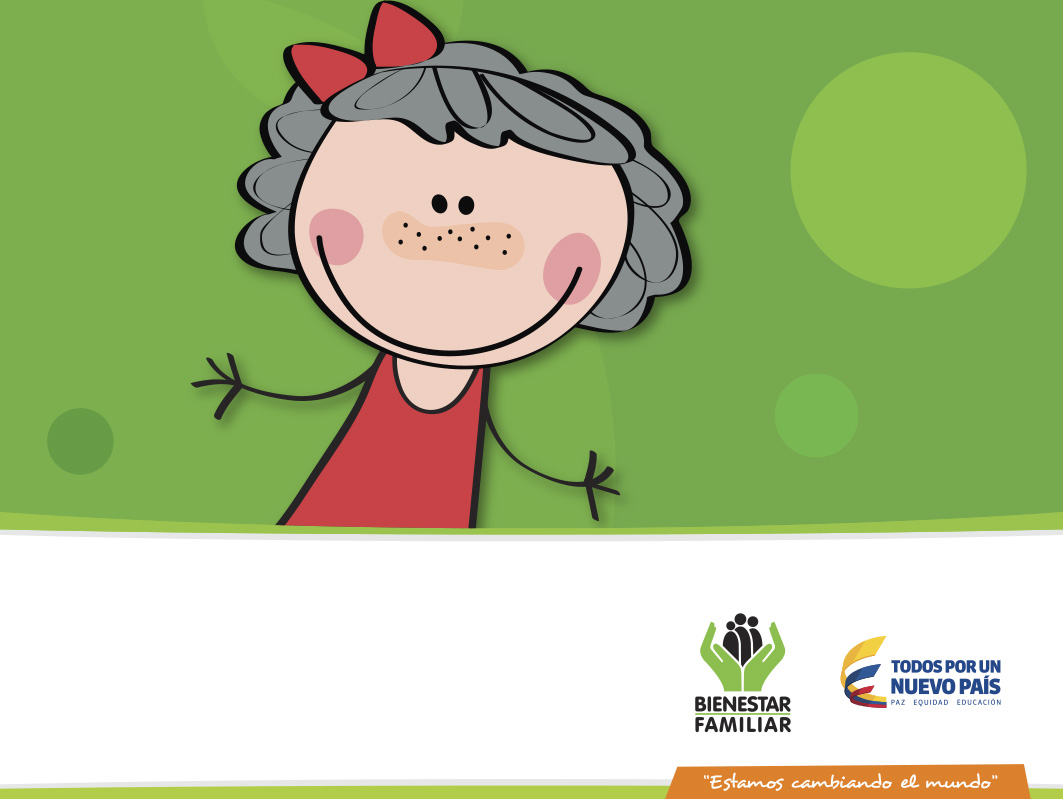 BIENESTAR
FAMILIAR
TODOS POR UN
NUEVO PAÍS
PAZ EQUIDAD EDUCACIÓN
"Estamos cambiando el mundo"